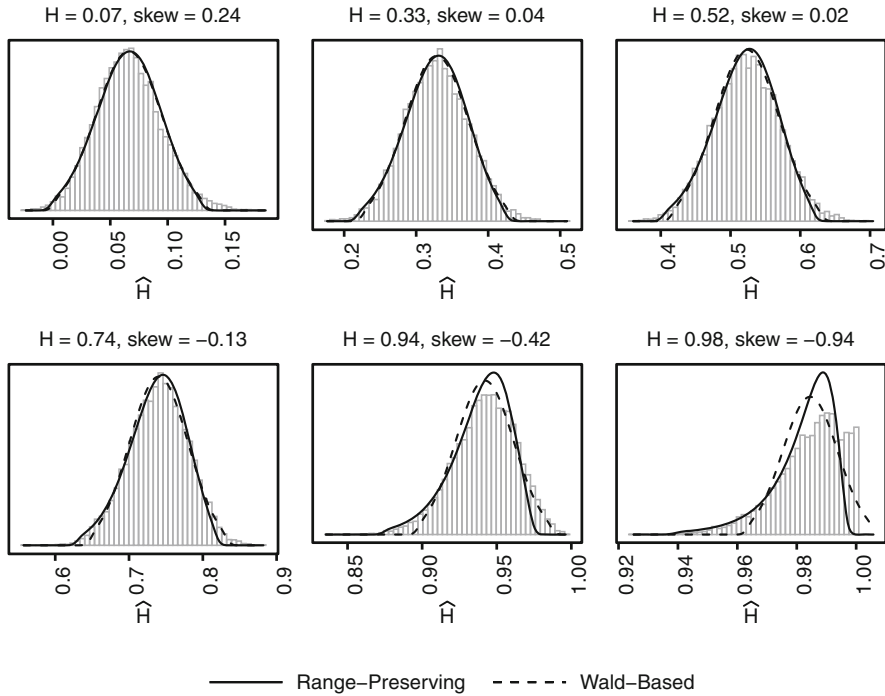 H = 0.07, skew = 0.24
H = 0.33, skew = 0.04
H = 0.52, skew = 0.02
0.00 0.05 0.10 0.15
0.2 0.3 0.4 0.5
0.4 0.5 0.6 0.7
Ĥ
Ĥ
Ĥ
H = 0.74, skew = −0.13
H = 0.94, skew = −0.42
H = 0.98, skew = −0.94
0.6 0.7 0.8 0.9
0.85 0.90 0.95 1.00
0.92 0.94 0.96 0.98 1.00
Ĥ
Ĥ
Ĥ
Range−Preserving
Wald−Based